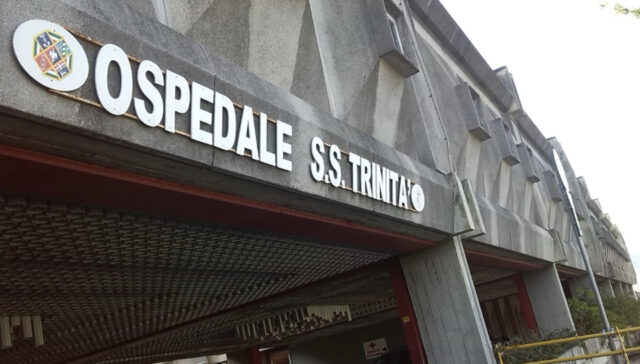 OSPEDALE S.S. TRINITA'